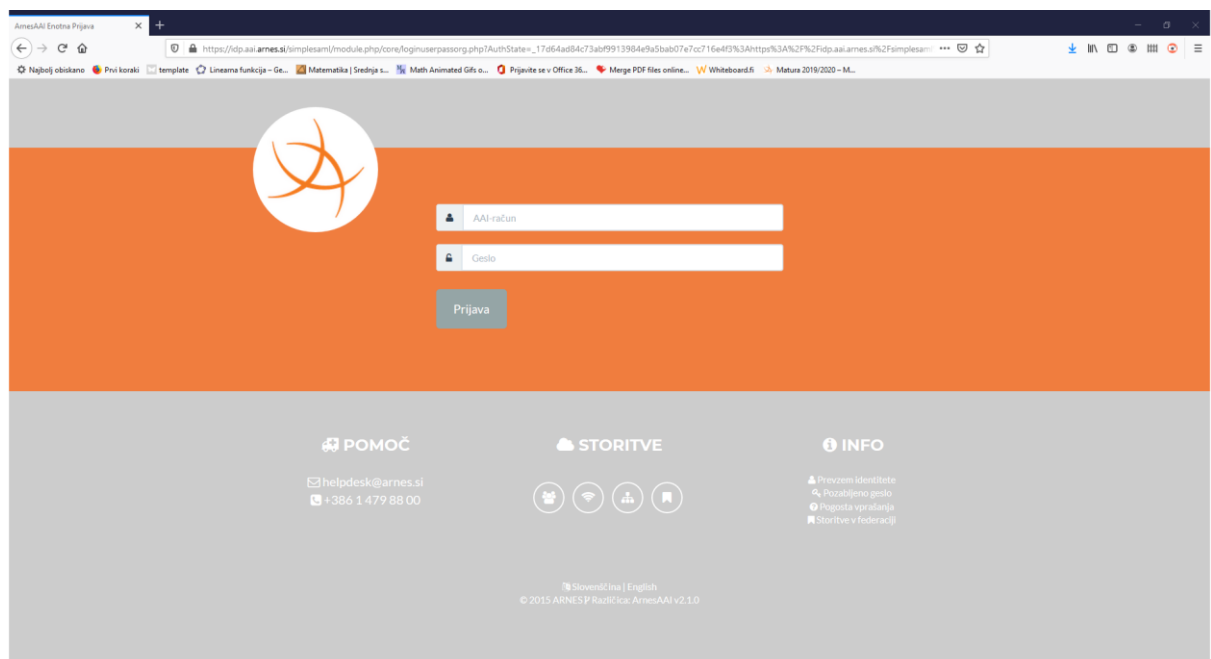 ArnesAAI Enotna Prijava
https://idp.aai.arnes.si/simplesaml/module.php/core/loginuserpassorg.php?AuthState=_17d64ad84c73abf9913984e9a5bab07e7cc716e4f3%3Ahttps%3A%2F%2Fidp.aai.arnes.si%2Fsimplesaml
Najbolj obiskano Prvi koraki template Linearna funkcija – Ge... Matematika | Srednja s... Math Animated Gifs o... Prijavite se v Office 36... Merge PDF files online... Whiteboard.fi Matura 2019/2020 – M...
AAI-račun
Geslo
Prijava
POMOČ
helpdesk@arnes.si
+386 1 479 88 00
STORITVE
INFO
Prevzem identitete
Pozabljeno geslo
Pogosta vprašanja
Storitve v federaciji
Slovenščina | English
© 2015 ARNES Različica: ArnesAAI v2.1.0